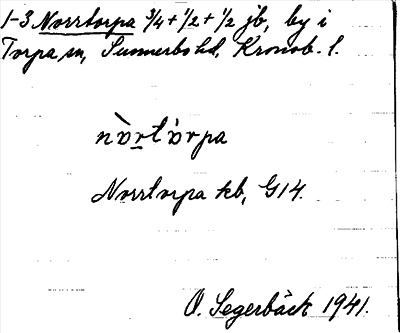 1-3 Norrtorpa 3/4 + 1/2 + 1/2 jb, by i
Torpa sn, Sunnerbo hd, Kronob. l.
nòrtòrpa
Norrtorpa kb, G14.
O. Segerbäck 1941.